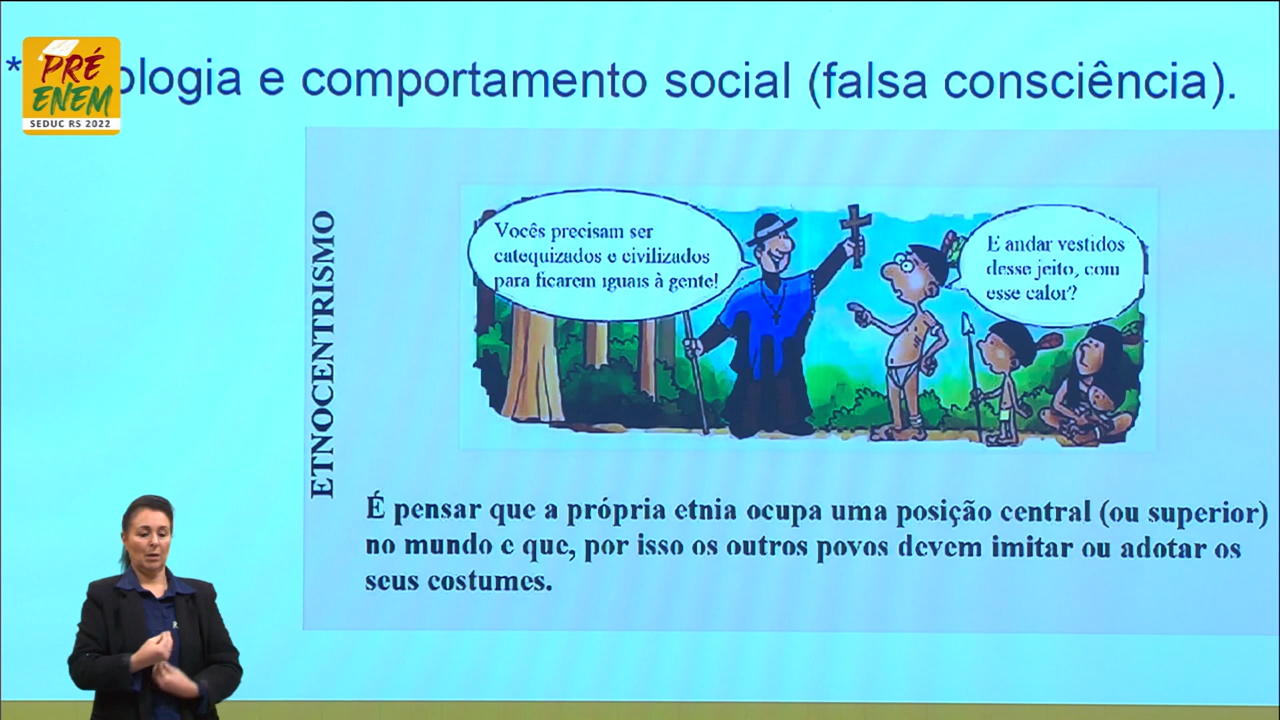 PRÉ
ENEM
SEDUC RS 2022
* ologia e comportamento social (falsa consciência).
ETNOCENTRISMO
Vocês precisam ser
catequizados e civilizados
para ficarem iguais à gente!
E andar vestidos
desse jeito, com
esse calor?
É pensar que a própria etnia ocupa uma posição central (ou superior)
no mundo e que, por isso os outros povos devem imitar ou adotar os
seus costumes.